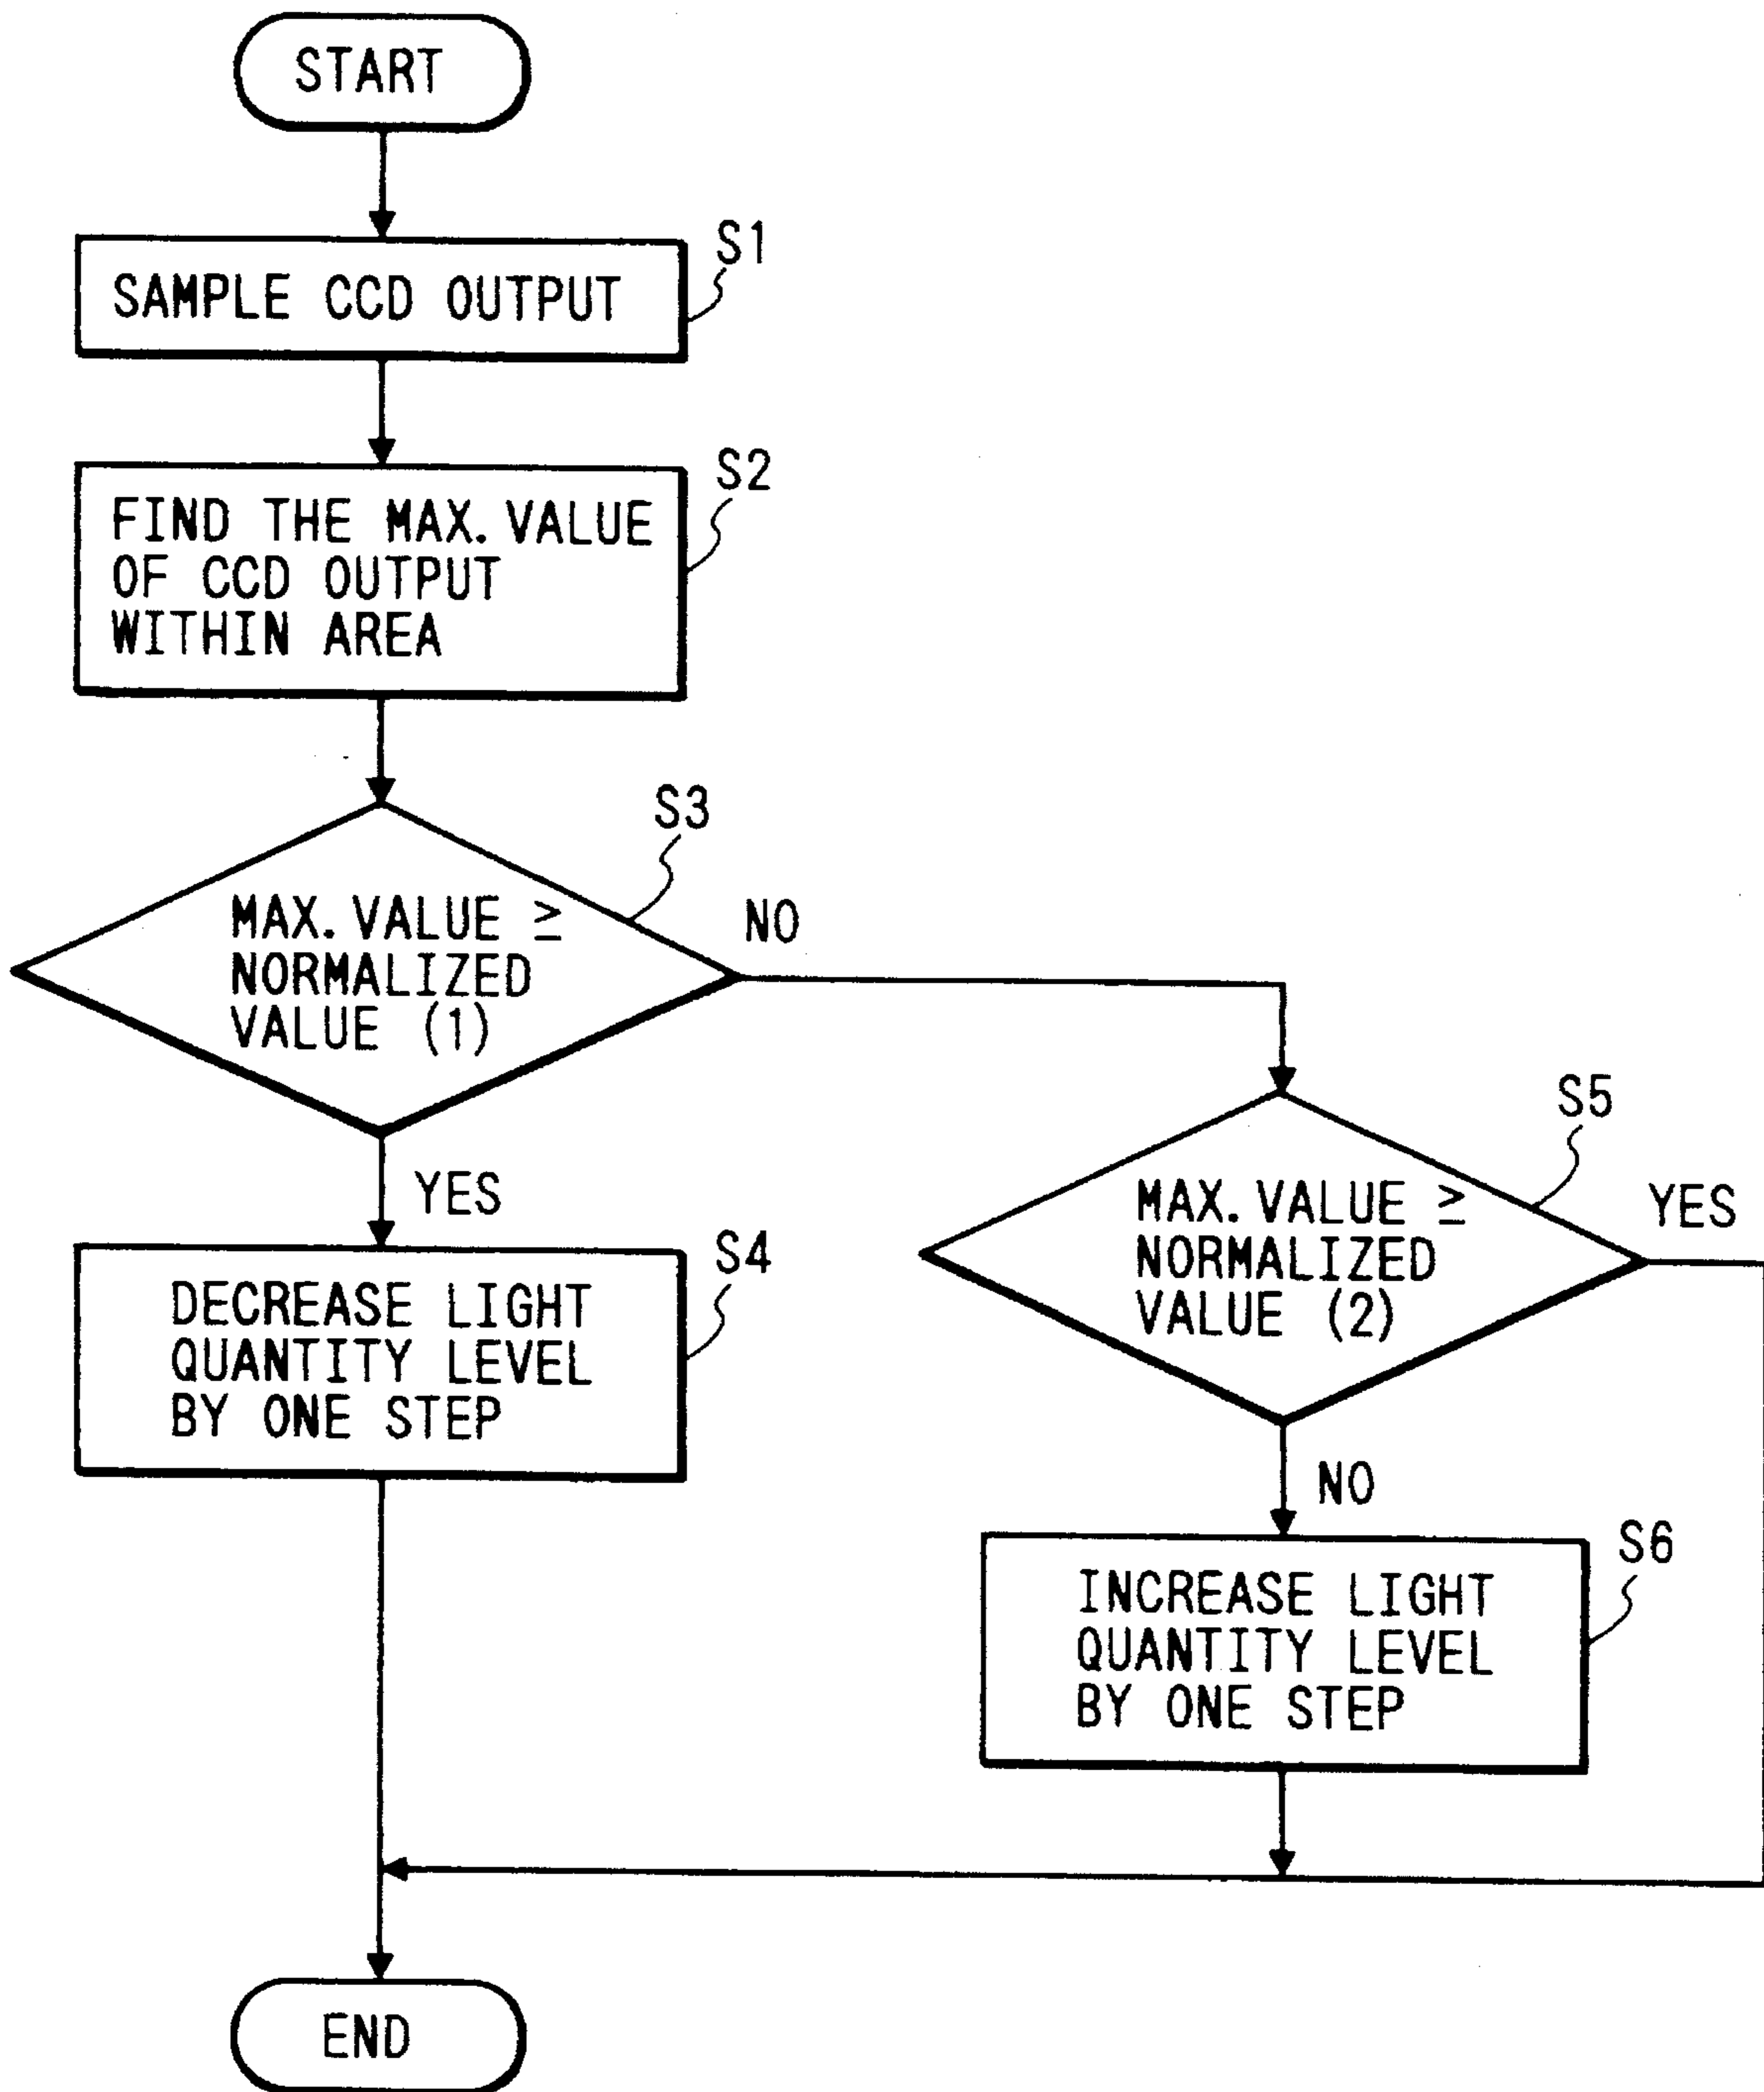 START
S1
SAMPLE CCD OUTPUT
S2
FIND THE MAX. VALUE
OF CCD OUTPUT
WITHIN AREA
S3
MAX. VALUE ≥
NORMALIZED
VALUE (1)
NO
YES
S4
DECREASE LIGHT
QUANTITY LEVEL
BY ONE STEP
S5
MAX. VALUE ≥
NORMALIZED
VALUE (2)
YES
NO
S6
INCREASE LIGHT
QUANTITY LEVEL
BY ONE STEP
END